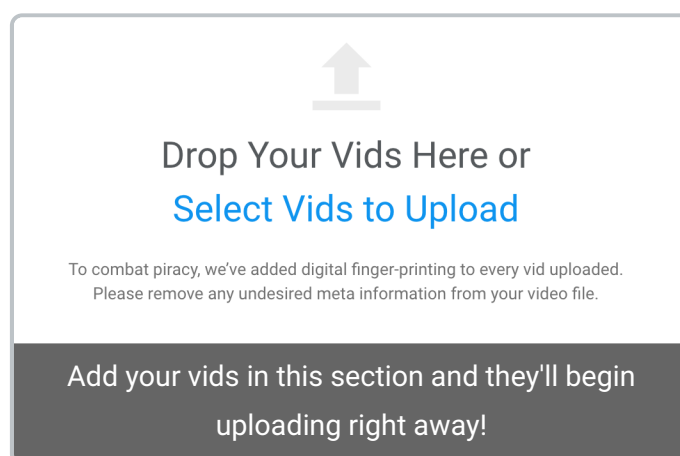 Drop Your Vids Here or
Select Vids to Upload
To combat piracy, we've added digital finger-printing to every vid uploaded.
Please remove any undesired meta information from your video file.
Add your vids in this section and they'll begin
uploading right away!